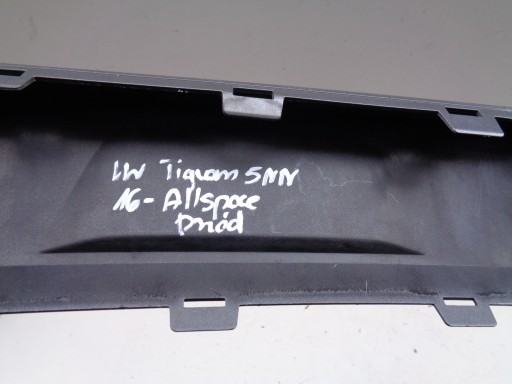 VW Tiguan 5NN
16- Allspace
Przód